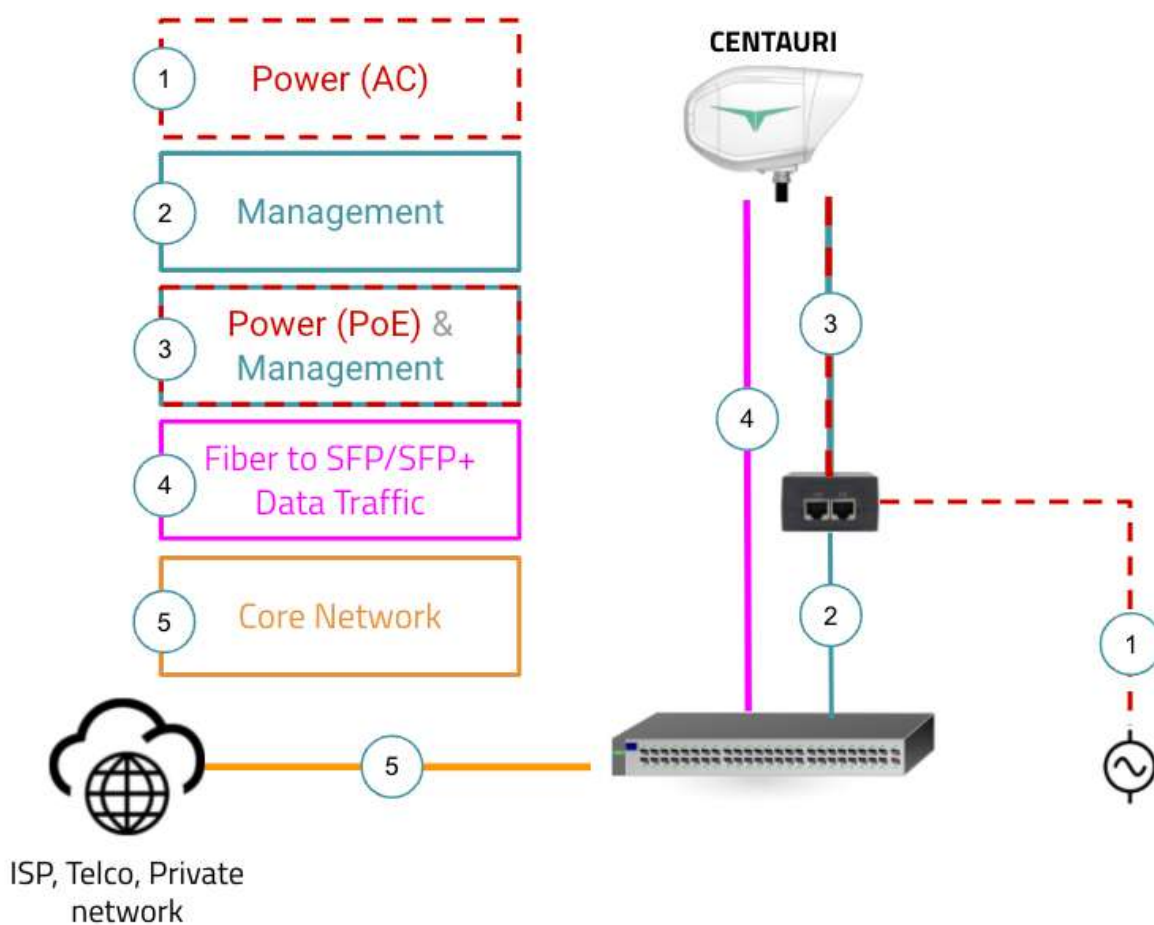 CENTAURI
1
Power (AC)
2
Management
3
Power (PoE) &
Management
4
Fiber to SFP/SFP+
Data Traffic
5
Core Network
3
4
2
1
5
ISP, Telco, Private
network